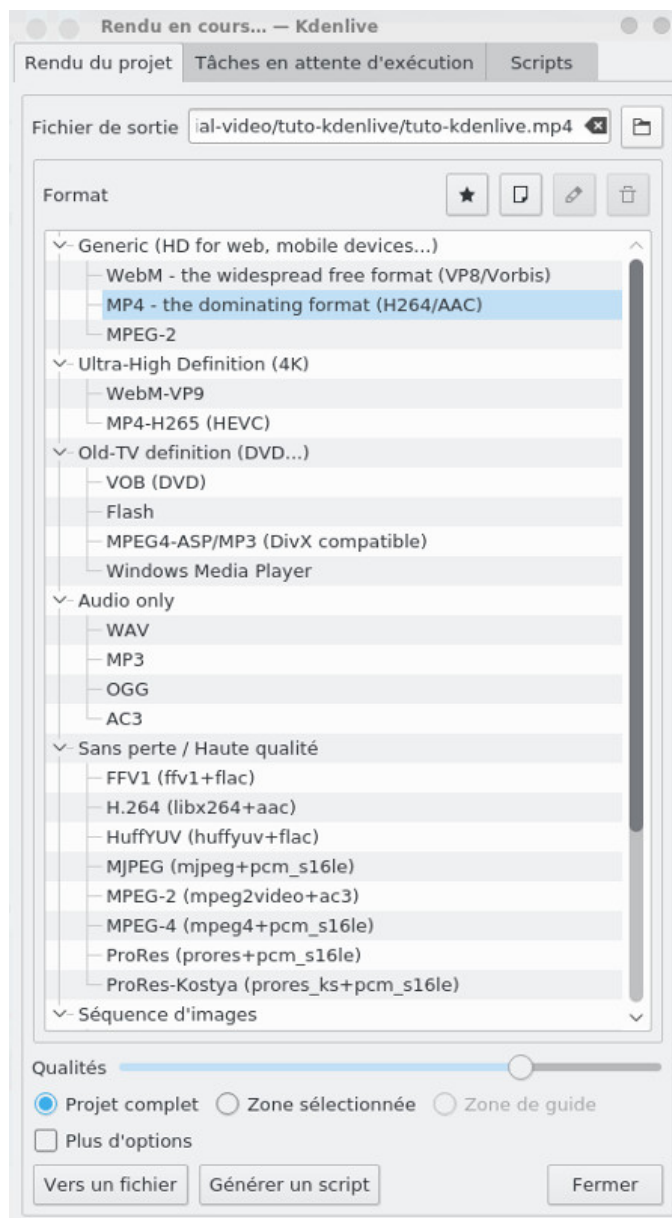 Rendu en cours... — Kdenlive
Rendu du projet Tâches en attente d'exécution Scripts
Fichier de sortie ial-video/tuto-kdenlive/tuto-kdenlive.mp4
Format
Generic (HD for web, mobile devices...)
WebM - the widespread free format (VP8/Vorbis)
MP4 - the dominating format (H264/AAC)
MPEG-2
Ultra-High Definition (4K)
WebM-VP9
MP4-H265 (HEVC)
Old-TV definition (DVD...)
VOB (DVD)
Flash
MPEG4-ASP/MP3 (DivX compatible)
Windows Media Player
Audio only
WAV
MP3
OGG
AC3
Sans perte / Haute qualité
FFV1 (ffv1+flac)
H.264 (libx264+aac)
HuffYUV (huffyuv+flac)
MJPEG (mjpeg+pcm_s16le)
MPEG-2 (mpeg2video+ac3)
MPEG-4 (mpeg4+pcm_s16le)
ProRes (prores+pcm_s16le)
ProRes-Kostya (prores_ks+pcm_s16le)
Séquence d'images
Qualités
Projet complet Zone sélectionnée Zone de guide
Plus d'options
Vers un fichier Générer un script Fermer